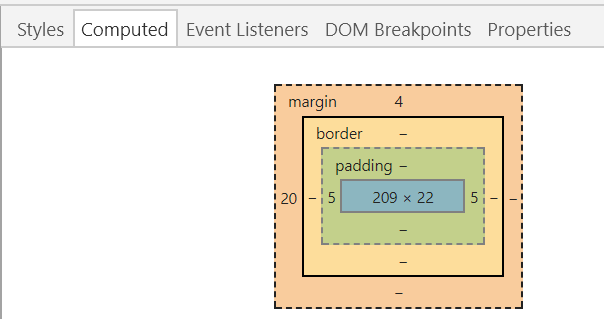 Styles Computed Event Listeners DOM Breakpoints Properties
margin 4
border –
padding –
20 – 5 209 × 22 5 – –
–
–
–